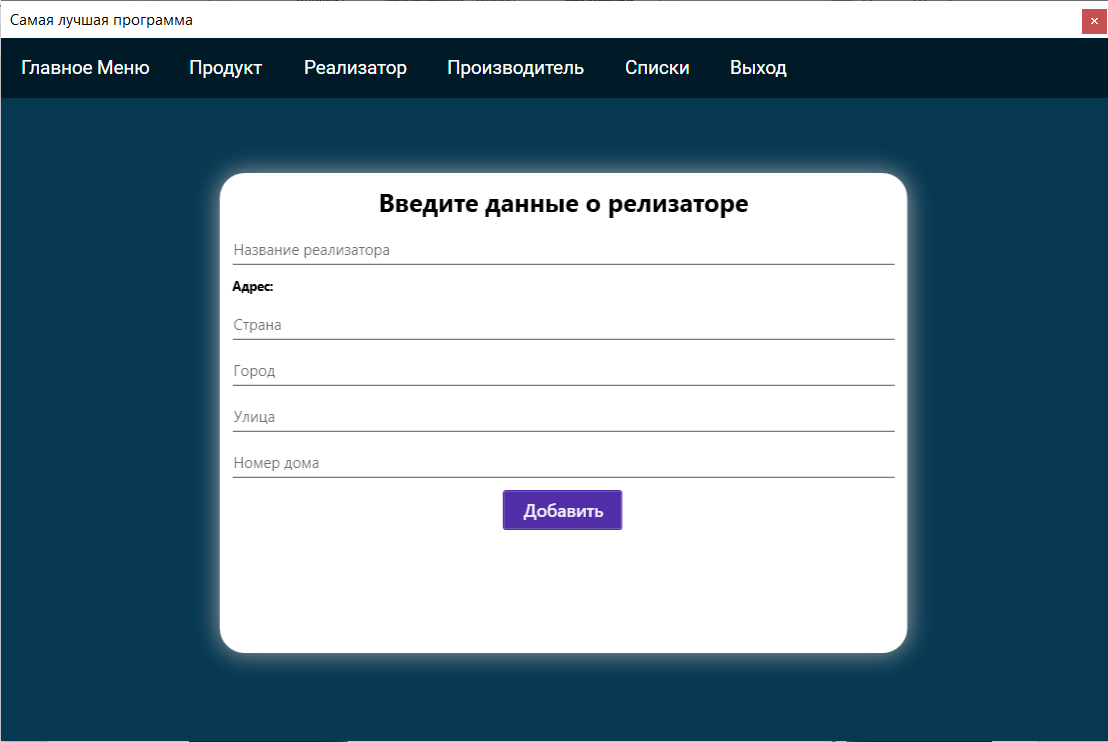 Самая лучшая программа
Главное Меню Продукт Реализатор Производитель Списки Выход
Введите данные о релизаторе
Название реализатора
Адрес:
Страна
Город
Улица
Номер дома
Добавить